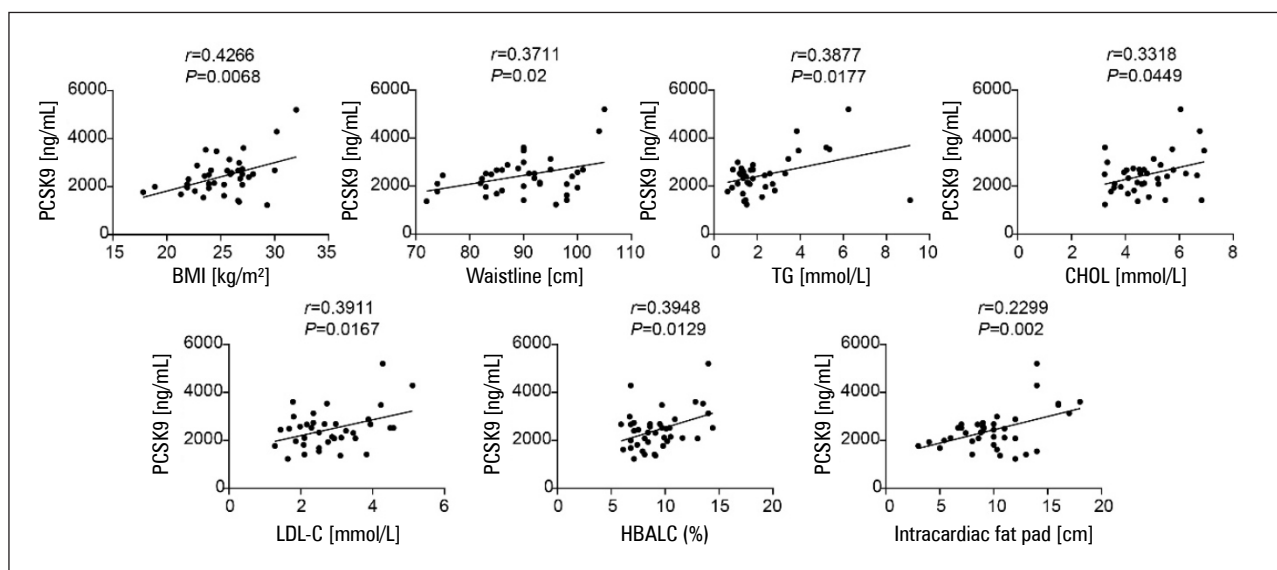 r=0.4266
P=0.0068
PCSK9 [ng/mL]
6000
4000
2000
0
15 20 25 30 35
BMI [kg/m²]
r=0.3711
P=0.02
PCSK9 [ng/mL]
6000
4000
2000
0
70 80 90 100 110
Waistline [cm]
r=0.3877
P=0.0177
PCSK9 [ng/mL]
6000
4000
2000
0
0 2 4 6 8 10
TG [mmol/L]
r=0.3318
P=0.0449
PCSK9 [ng/mL]
6000
4000
2000
0
0 2 4 6 8
CHOL [mmol/L]
r=0.3911
P=0.0167
PCSK9 [ng/mL]
6000
4000
2000
0
0 2 4 6
LDL-C [mmol/L]
r=0.3948
P=0.0129
PCSK9 [ng/mL]
6000
4000
2000
0
0 5 10 15 20
HBALC (%)
r=0.2299
P=0.002
PCSK9 [ng/mL]
6000
4000
2000
0
0 5 10 15 20
Intracardiac fat pad [cm]